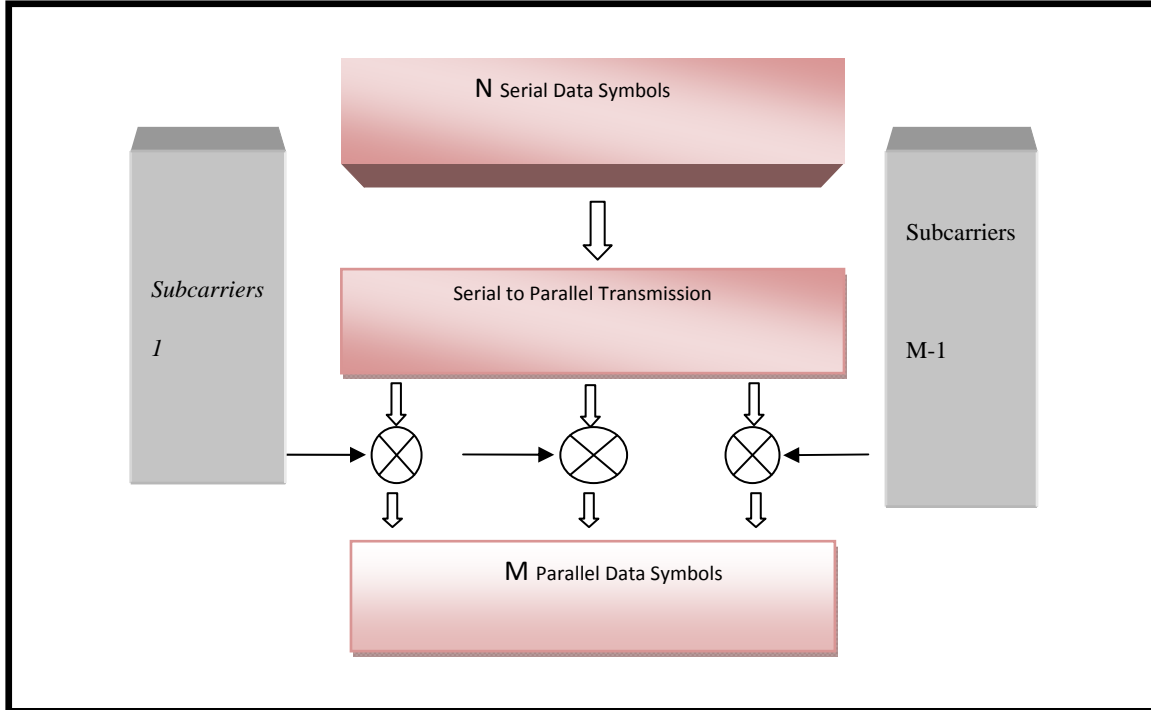 N Serial Data Symbols
Subcarriers
M-1
Subcarriers
1
Serial to Parallel Transmission
M Parallel Data Symbols